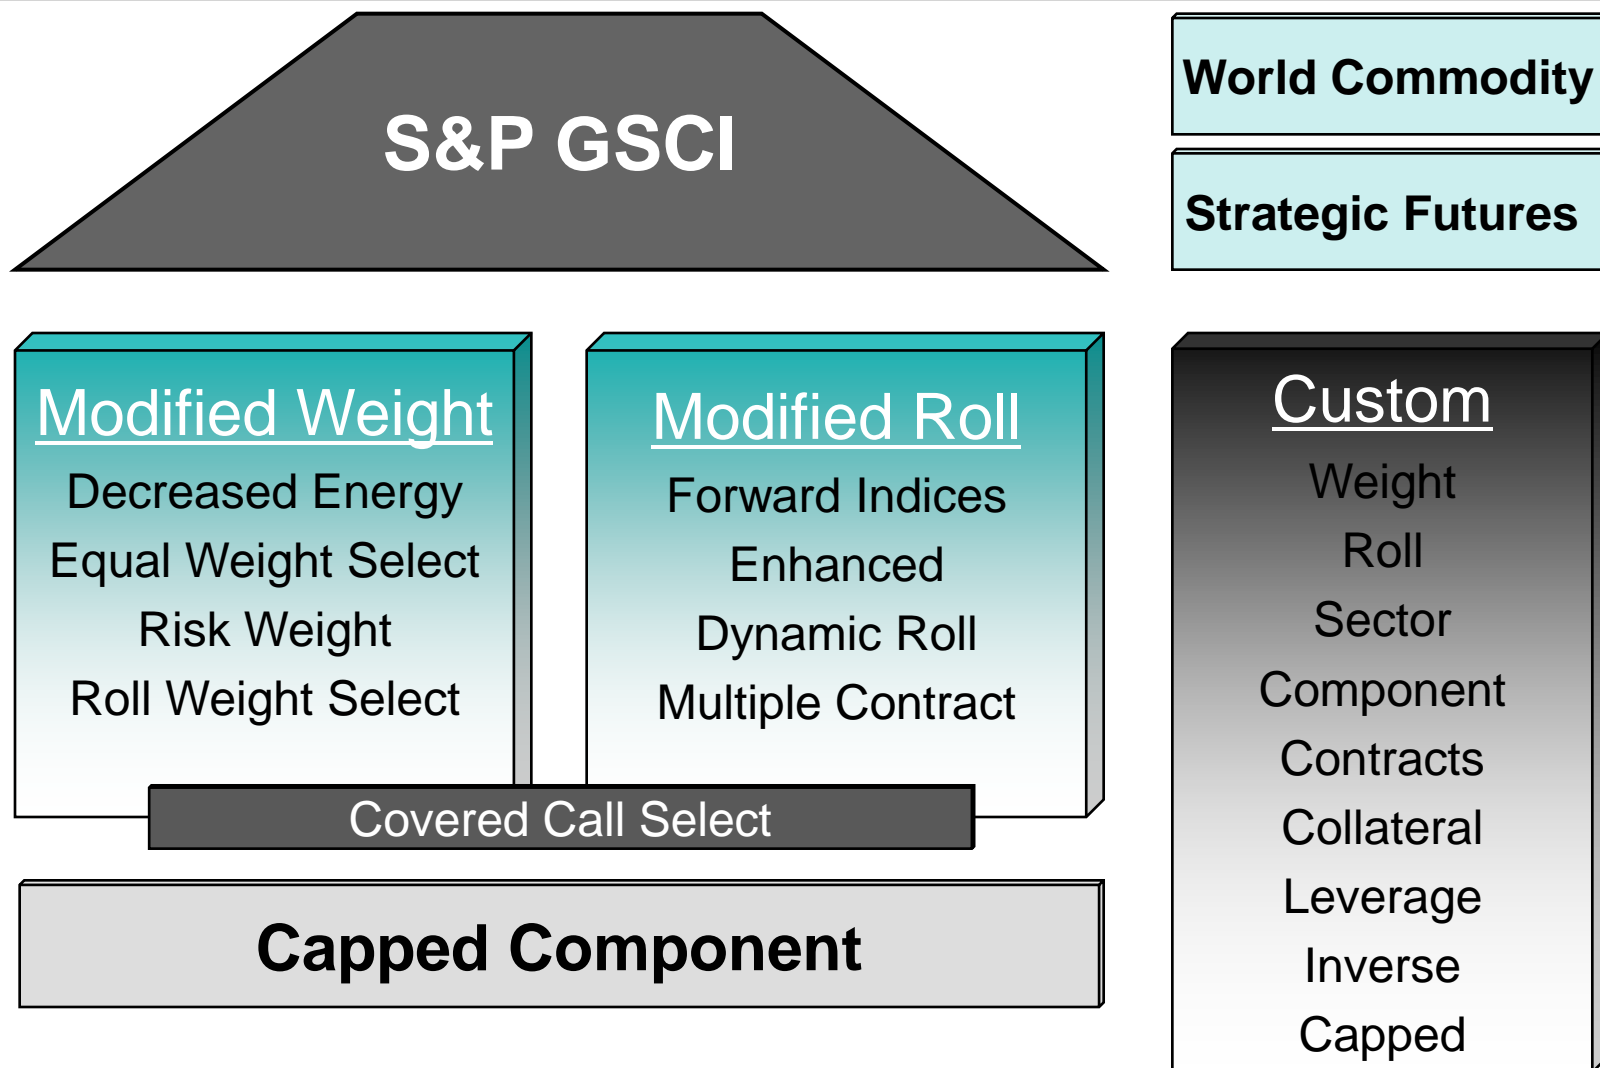 S&P GSCI
World Commodity
Strategic Futures
Modified Weight
Decreased Energy
Equal Weight Select
Risk Weight
Roll Weight Select
Modified Roll
Forward Indices
Enhanced
Dynamic Roll
Multiple Contract
Covered Call Select
Capped Component
Custom
Weight
Roll
Sector
Component
Contracts
Collateral
Leverage
Inverse
Capped